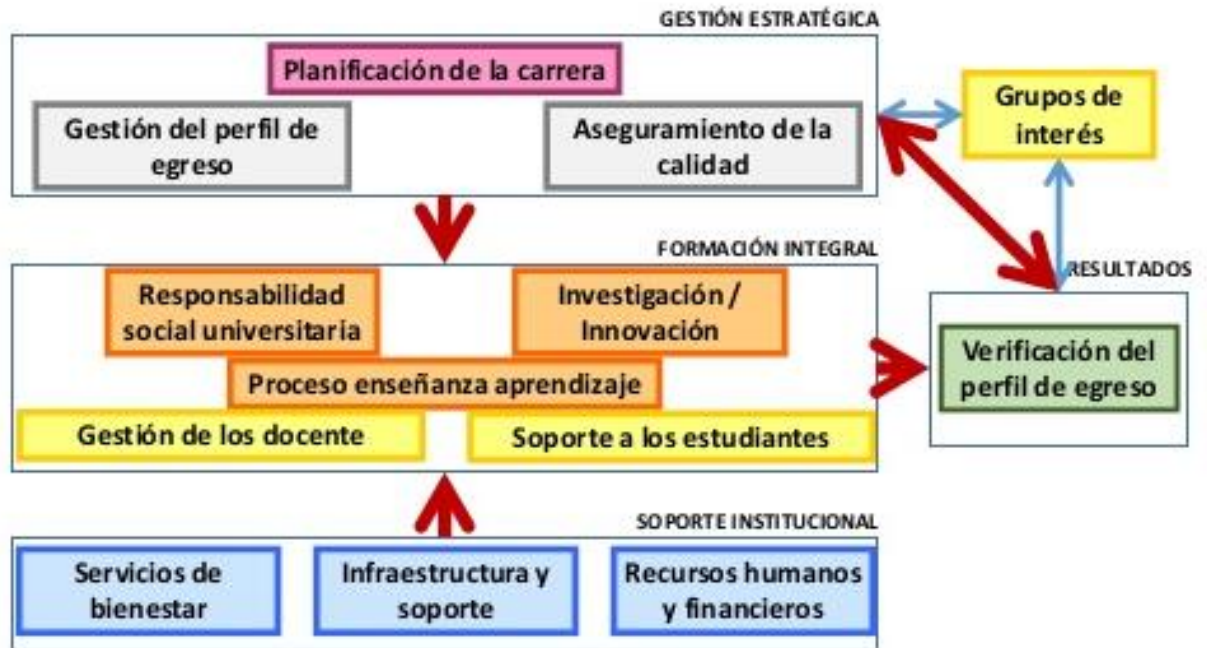 GESTIÓN ESTRATÉGICA
Planificación de la carrera
Gestión del perfil de
egreso
Aseguramiento de la
calidad
Grupos de
interés
FORMACIÓN INTEGRAL
Responsabilidad
social universitaria
Investigación /
Innovación
Proceso enseñanza aprendizaje
Gestión de los docente
Soporte a los estudiantes
RESULTADOS
Verificación del
perfil de egreso
SOPORTE INSTITUCIONAL
Servicios de
bienestar
Infraestructura y
soporte
Recursos humanos
y financieros